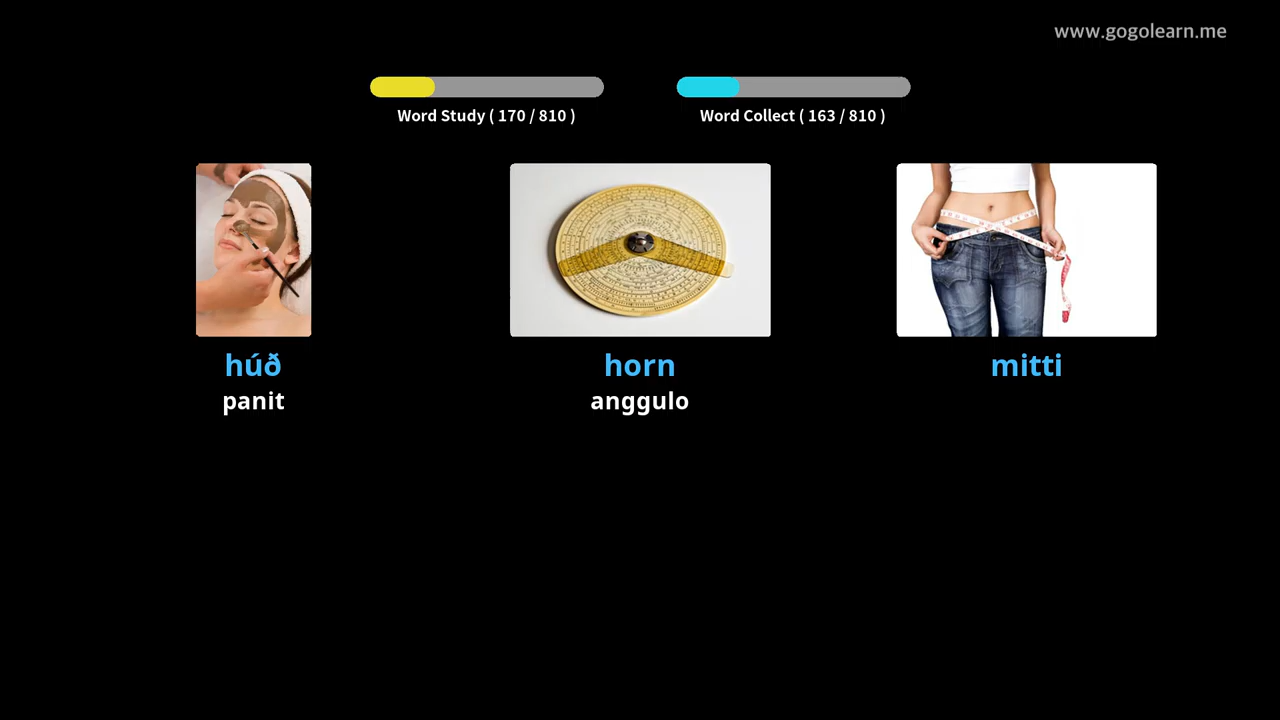 www.gogolearn.me
Word Study ( 170 / 810 )
Word Collect ( 163 / 810 )
húð
horn
mitti
panit
anggulo